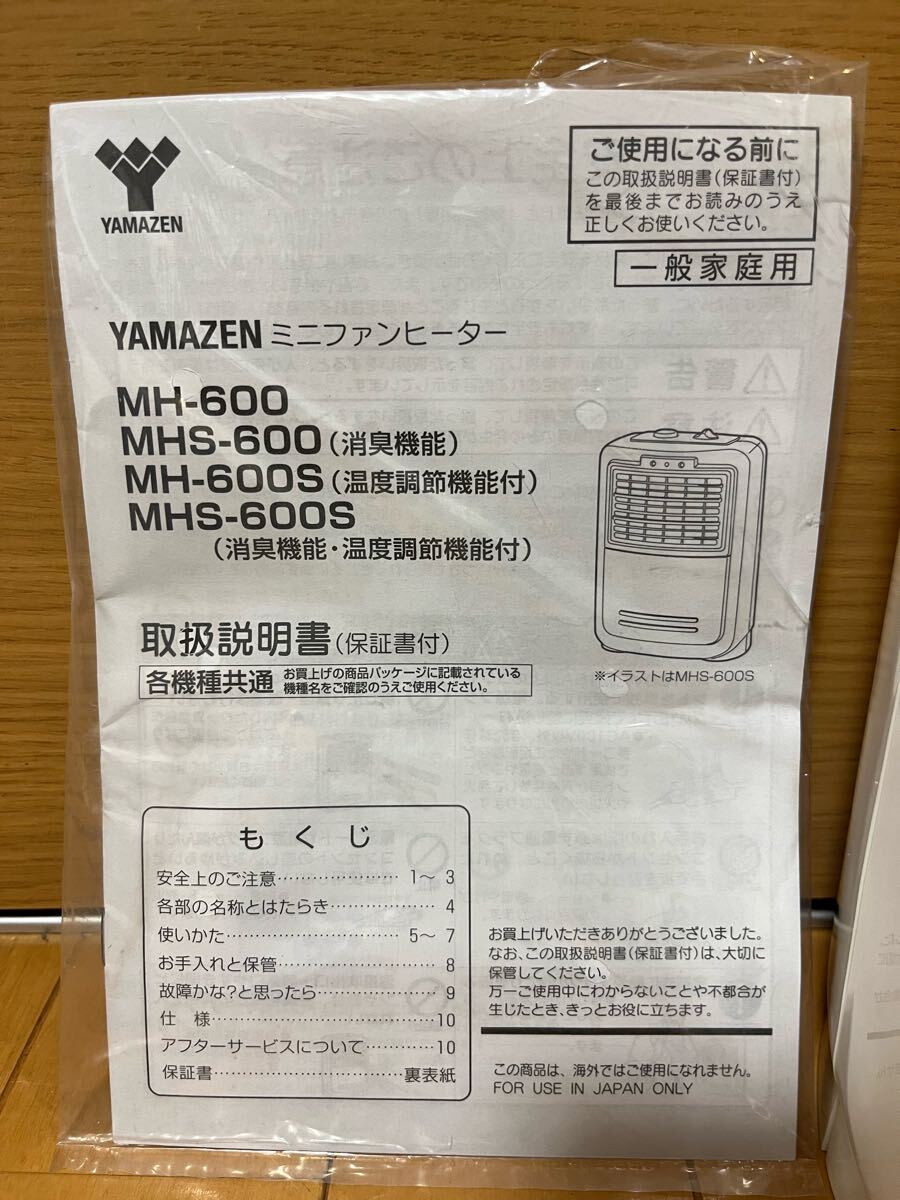 YAMAZEN
ご使用になる前に
この取扱説明書(保証書付)
を最後までお読みのうえ
正しくお使いください。
一般家庭用
YAMAZEN ミニファンヒーター
MH-600
MHS-600(消臭機能)
MH-600S(温度調節機能付)
MHS-600S
(消臭機能・温度調節機能付)
※イラストはMHS-600S
取扱説明書(保証書付)
各機種共通 お買上げの商品パッケージに記載されている
機種名をご確認のうえご使用ください。
もくじ
安全上のご注意…………………1〜3
各部の名称とはたらき………………4
使いかた…………………………5〜7
お手入れと保管………………………8
故障かな?と思ったら…………………9
仕様…………………………………10
アフターサービスについて…………10
保証書……………………………裏表紙
お買上げいただきありがとうございました。
なお、この取扱説明書(保証書付)は、大切に
保管してください。
万一ご使用中にわからないことや不都合が
生じたとき、きっとお役に立ちます。
この商品は、海外ではご使用になれません。
FOR USE IN JAPAN ONLY
警告